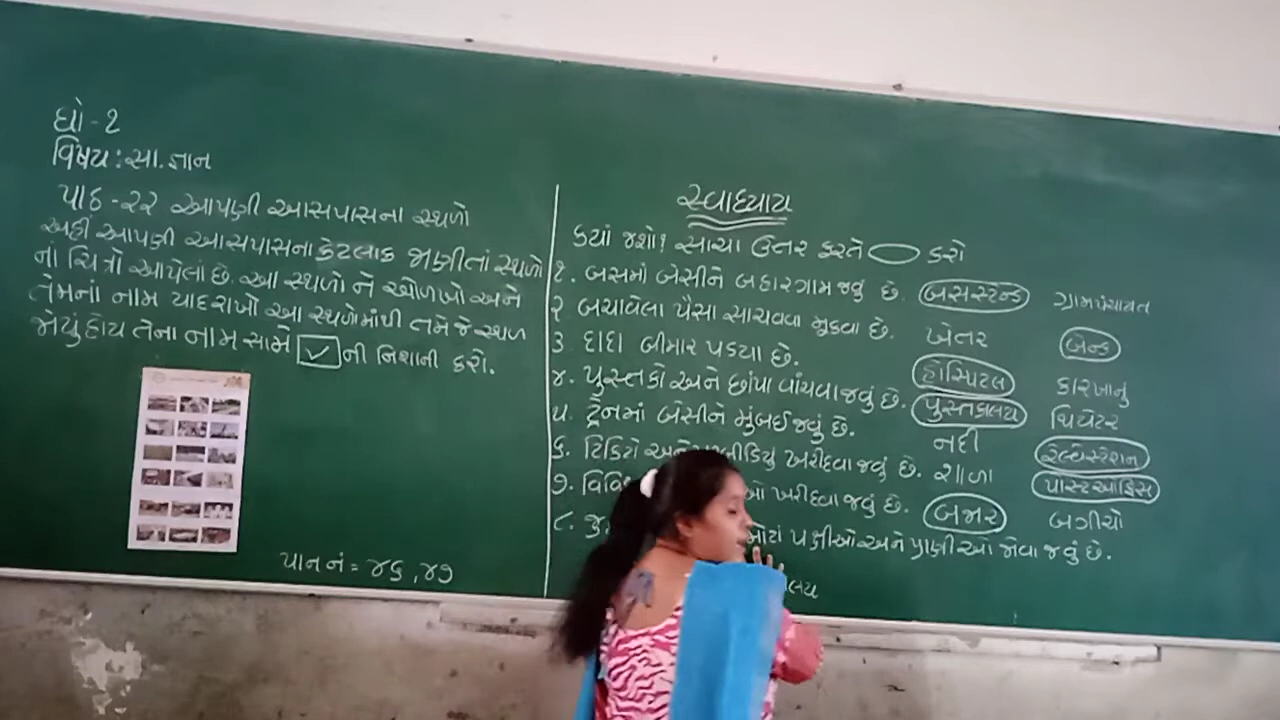 ધો - 2
વિષય : સા. જ્ઞાન
પાઠ - ૨૨ આપણી આસપાસના સ્થળો
અહીં આપણી આસપાસના કેટલાક જાણીતાં સ્થળો
નાં ચિત્રો આપેલાં છે. આ સ્થળો ને ઓળખો અને
તેમનાં નામ યાદ રાખો આ સ્થળોમાંથી તમે જે સ્થળ
જોયું હોય તેના નામ સામે ✓ ની નિશાની કરો.
પાન નં = ૪૬, ૪૭
સ્વાધ્યાય
કયાં જશો? સાચા ઉત્તર ફરતે કરો
૧. બસમાં બેસીને બહારગામ જવું છે. બસસ્ટેન્ડ ગ્રામપંચાયત
૨ બચાવેલા પૈસા સાચવવા મૂકવા છે. ખેતર બેન્ક
૩ દાદા બીમાર પડયા છે. હોસ્પિટલ કારખાનું
૪. પુસ્તકો અને છાંપા વાંચવા જવું છે. પુસ્તકાલય થિયેટર
૫. ટ્રેનમાં બેસીને મુંબઈ જવું છે. નદી રેલ્વેસ્ટેશન
૬. ટિકિટો અને ખરીદવા જવું છે. શાળા પોસ્ટઓફિસ
૭. ખરીદવા જવું છે. બજાર બગીચો
૮. મોટાં પક્ષીઓ અને પ્રાણીઓ જોવા જવું છે.